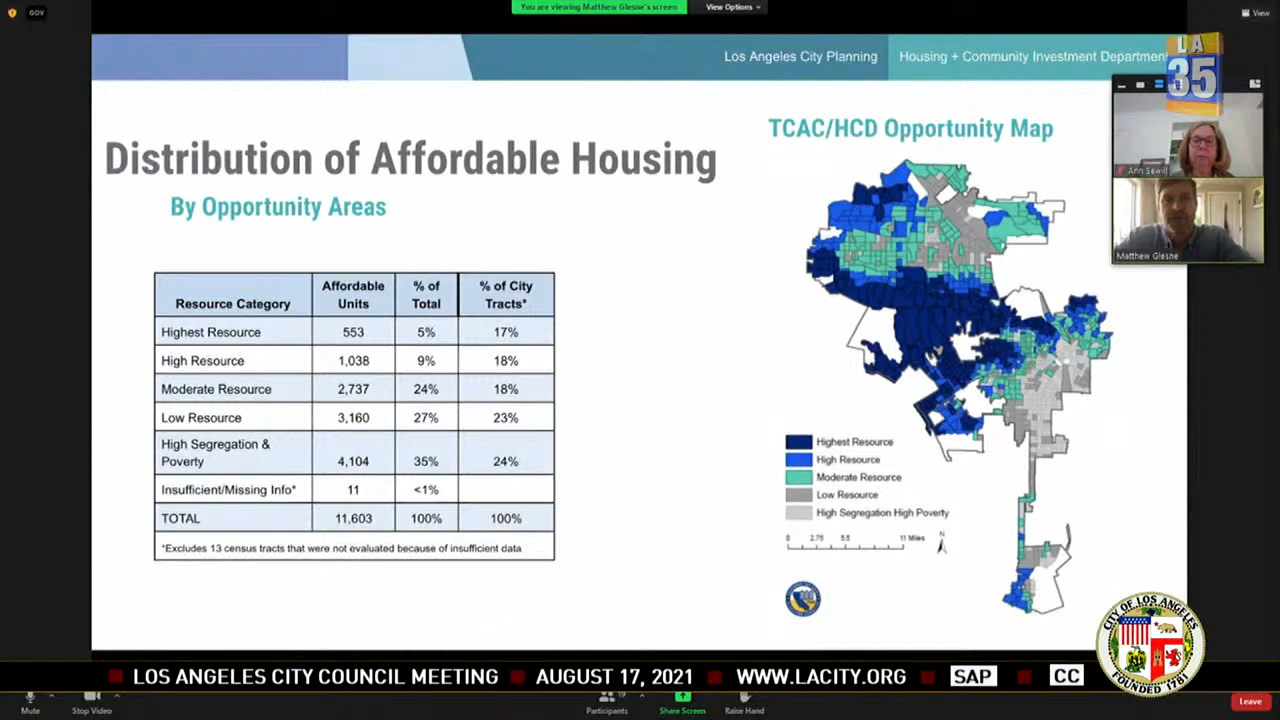 GOV
You are viewing Matthew Glesne's screen
View Options
View
Los Angeles City Planning
Housing + Community Investment Department
LA
35
Distribution of Affordable Housing
By Opportunity Areas
TCAC/HCD Opportunity Map
Ann Sewill
Matthew Glesne
Resource Category Affordable Units % of Total % of City Tracts*
Highest Resource 553 5% 17%
High Resource 1,038 9% 18%
Moderate Resource 2,737 24% 18%
Low Resource 3,160 27% 23%
High Segregation & Poverty 4,104 35% 24%
Insufficient/Missing Info* 11 <1%
TOTAL 11,603 100% 100%
*Excludes 13 census tracts that were not evaluated because of insufficient data
Highest Resource
High Resource
Moderate Resource
Low Resource
High Segregation High Poverty
0 2.75 5.5 11 Miles
N
CITY OF LOS ANGELES
FOUNDED 1781
LOS ANGELES CITY COUNCIL MEETING AUGUST 17, 2021 WWW.LACITY.ORG SAP CC
Mute
Stop Video
Participants
19
Share Screen
Raise Hand
Leave